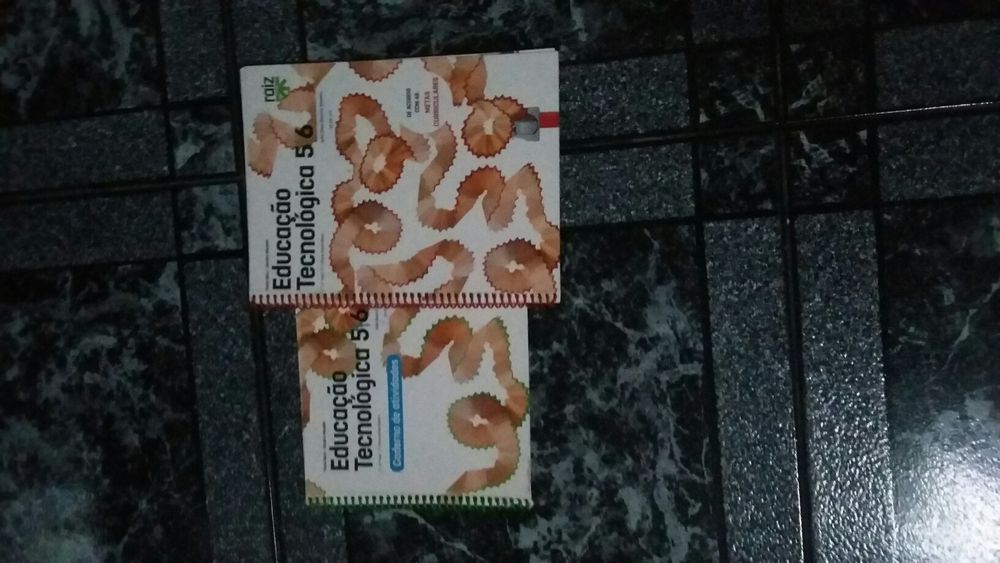 raiz
Educação
Tecnológica 5 6
DE ACORDO
COM AS
METAS
CURRICULARES
Educação
Tecnológica 5 6
Caderno de atividades